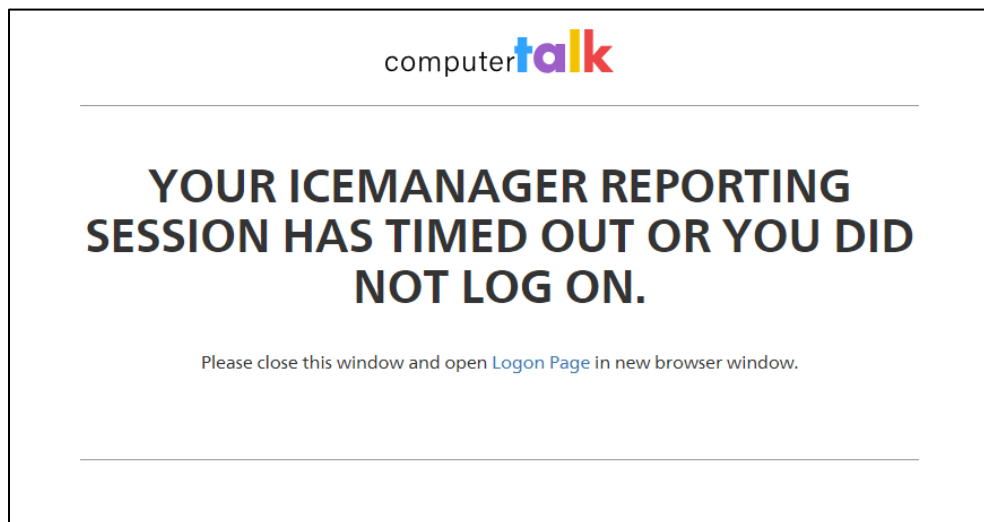 computertalk
YOUR ICEMANAGER REPORTING
SESSION HAS TIMED OUT OR YOU DID
NOT LOG ON.
Please close this window and open Logon Page in new browser window.